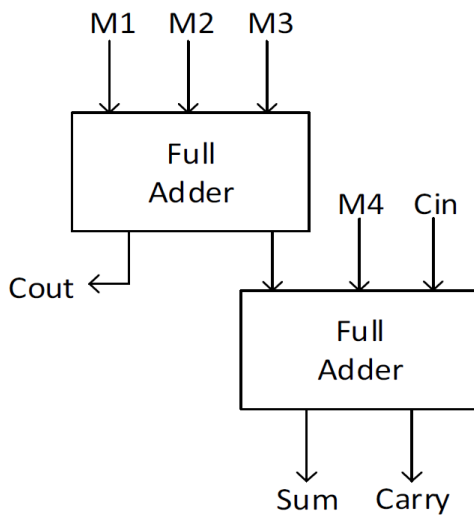 M1 M2 M3
Full
Adder
M4 Cin
Cout
Full
Adder
Sum Carry